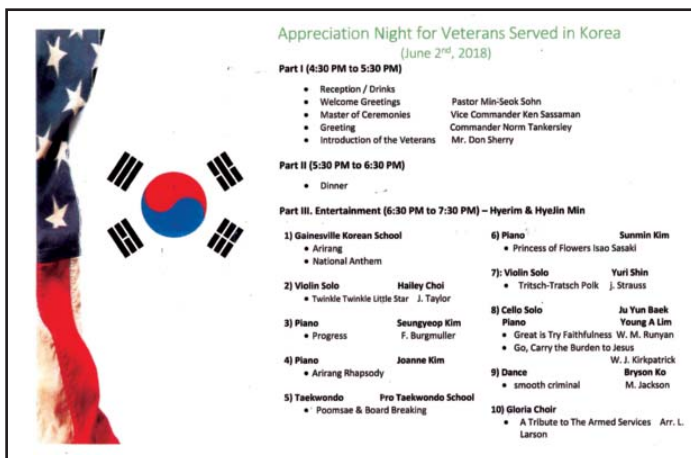 Appreciation Night for Veterans Served in Korea
(June 2nd, 2018)
Part I (4:30 PM to 5:30 PM)
• Reception / Drinks
• Welcome Greetings Pastor Min-Seok Sohn
• Master of Ceremonies Vice Commander Ken Sassaman
• Greeting Commander Norm Tankersley
• Introduction of the Veterans Mr. Don Sherry
Part II (5:30 PM to 6:30 PM)
• Dinner
Part III. Entertainment (6:30 PM to 7:30 PM) – Hyerim & HyeJin Min
1) Gainesville Korean School
• Arirang
• National Anthem
2) Violin Solo Hailey Choi
• Twinkle Twinkle Little Star J. Taylor
3) Piano Seungyeop Kim
• Progress F. Burgmuller
4) Piano Joanne Kim
• Arirang Rhapsody
5) Taekwondo Pro Taekwondo School
• Poomsae & Board Breaking
6) Piano Sunmin Kim
• Princess of Flowers Isao Sasaki
7): Violin Solo Yuri Shin
• Tritsch-Tratsch Polk j. Strauss
8) Cello Solo Ju Yun Baek
Piano Young A Lim
• Great is Try Faithfulness W. M. Runyan
• Go, Carry the Burden to Jesus
W. J. Kirkpatrick
9) Dance Bryson Ko
• smooth criminal M. Jackson
10) Gloria Choir
• A Tribute to The Armed Services Arr. L.
Larson